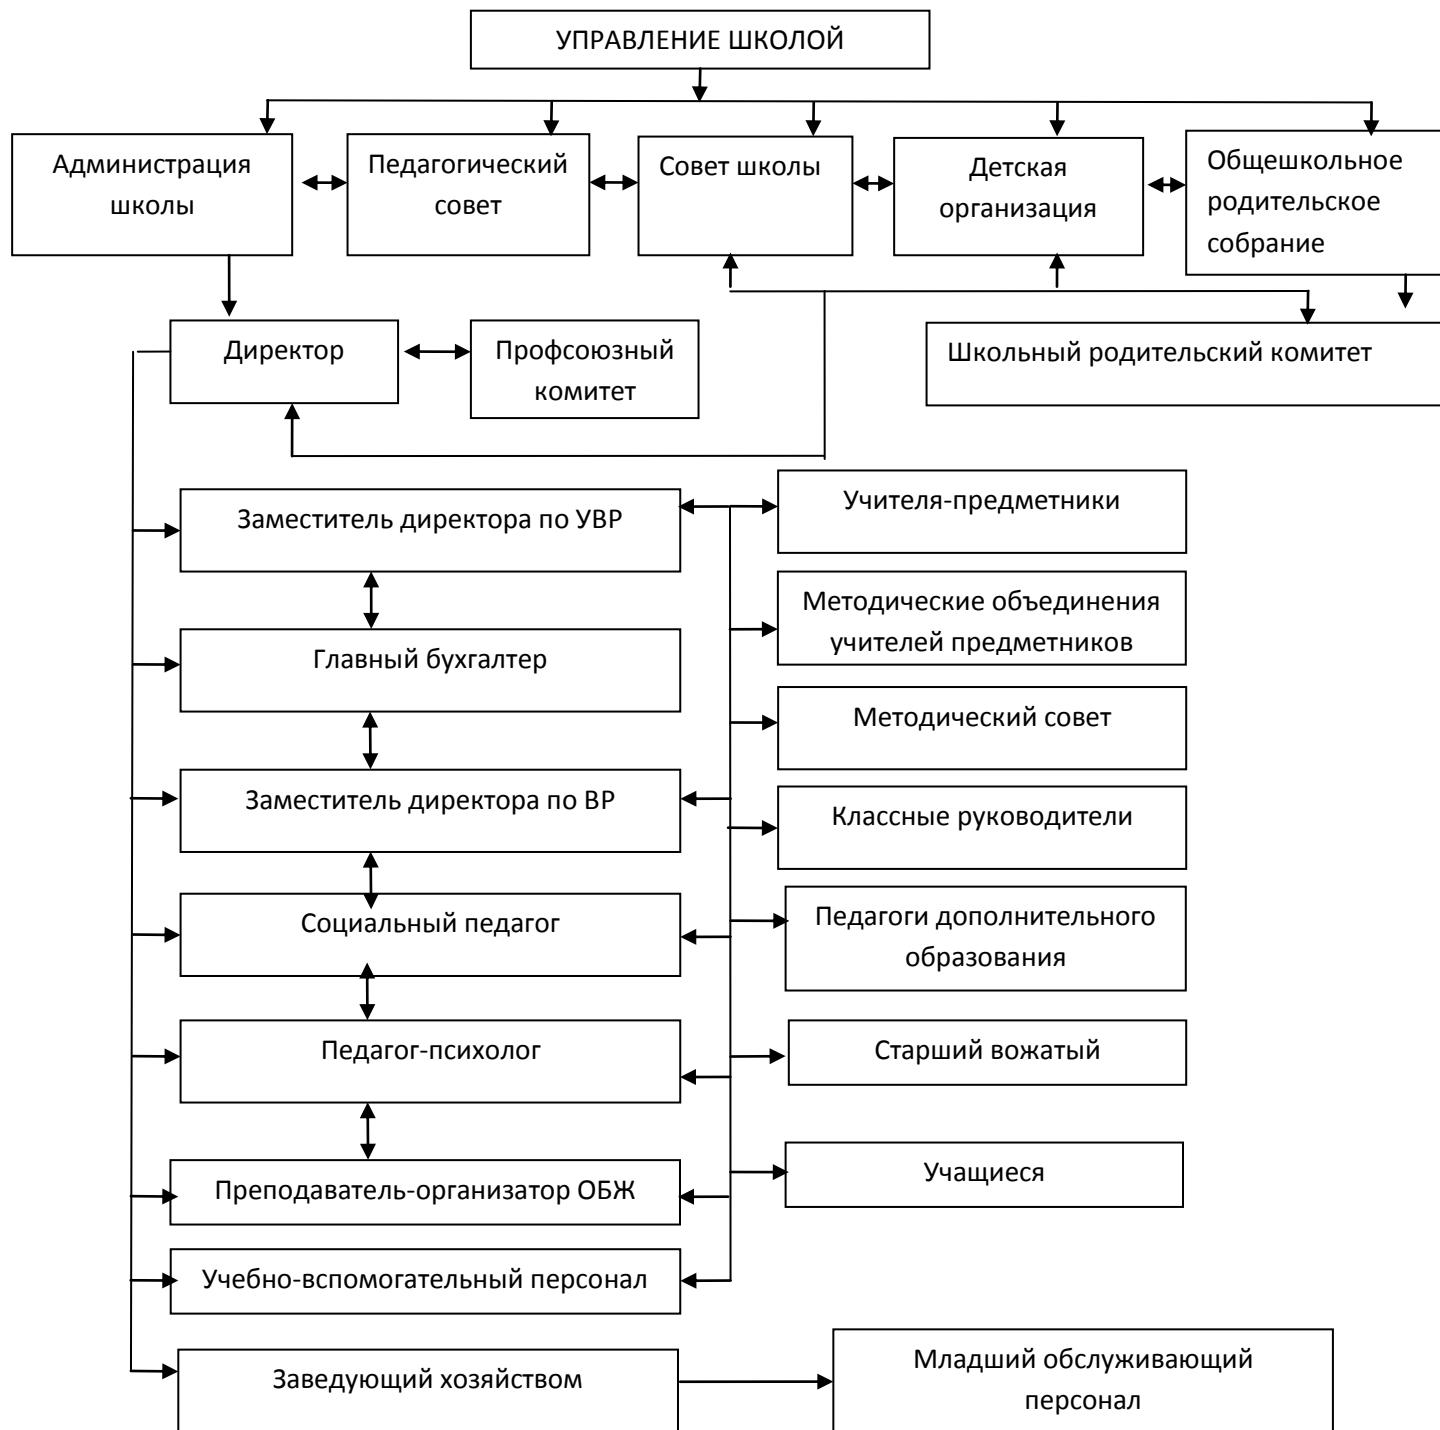 УПРАВЛЕНИЕ ШКОЛОЙ
Администрация
школы
Педагогический
совет
Совет школы
Детская
организация
Общешкольное
родительское
собрание
Директор
Профсоюзный
комитет
Школьный родительский комитет
Заместитель директора по УВР
Учителя-предметники
Методические объединения
учителей предметников
Главный бухгалтер
Методический совет
Заместитель директора по ВР
Классные руководители
Социальный педагог
Педагоги дополнительного
образования
Педагог-психолог
Старший вожатый
Преподаватель-организатор ОБЖ
Учащиеся
Учебно-вспомогательный персонал
Заведующий хозяйством
Младший обслуживающий
персонал